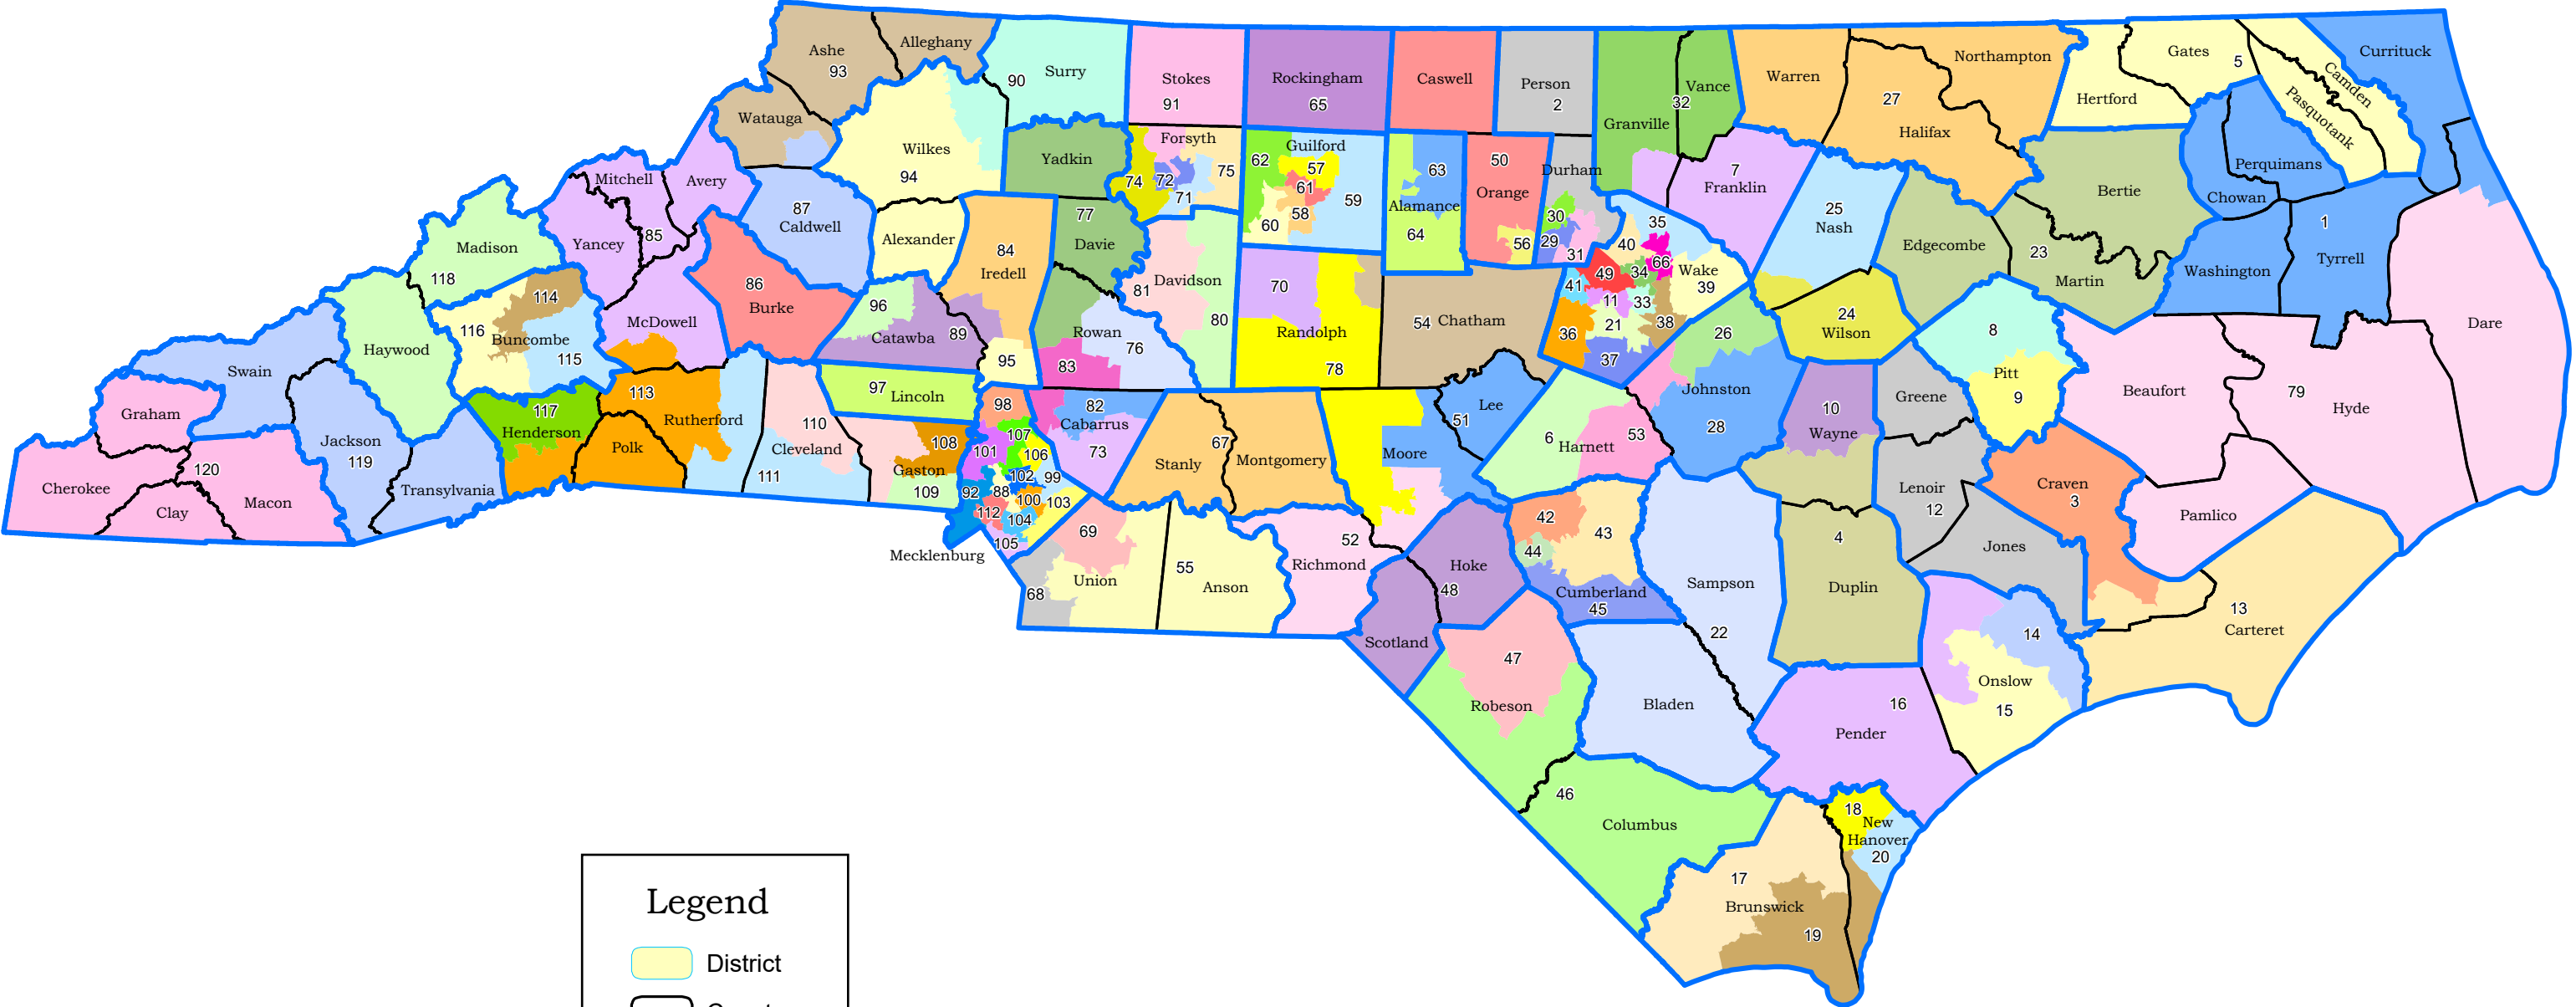 Ashe
93
Alleghany
90
Surry
Stokes
91
Rockingham
65
Caswell
Person
2
Granville
32
Vance
Warren
27
Northampton
Halifax
Gates
5
Hertford
Camden
Pasquotank
Currituck
Watauga
Wilkes
94
Yadkin
Forsyth
74
72
71
75
62
Guilford
57
61
58
60
59
63
Alamance
64
50
Orange
56
Durham
30
29
31
7
Franklin
25
Nash
Edgecombe
Bertie
23
Martin
Perquimans
Chowan
1
Washington
Tyrrell
Dare
Mitchell
Avery
Yancey
85
87
Caldwell
Alexander
84
Iredell
77
Davie
Davidson
81
80
70
Randolph
78
54
Chatham
35
40
66
49
34
Wake
39
41
11
33
36
21
38
37
26
24
Wilson
8
Pitt
9
Madison
118
114
116
Buncombe
115
McDowell
86
Burke
96
Catawba
89
95
Rowan
76
83
Haywood
Swain
Graham
Jackson
119
Transylvania
Cherokee
120
Macon
Clay
117
Henderson
113
Rutherford
Polk
110
Cleveland
111
97
Lincoln
108
Gaston
109
98
107
101
106
102
99
92
88
100
103
112
104
105
Mecklenburg
82
Cabarrus
73
Stanly
67
Montgomery
Moore
51
Lee
6
Harnett
53
Johnston
28
10
Wayne
Greene
Lenoir
12
Jones
Craven
3
Beaufort
79
Hyde
Pamlico
69
Union
68
55
Anson
52
Richmond
Hoke
48
Scotland
42
43
44
Cumberland
45
Sampson
22
4
Duplin
14
Onslow
15
13
Carteret
47
Robeson
Bladen
16
Pender
46
Columbus
18
New
Hanover
20
17
Brunswick
19
Legend
District